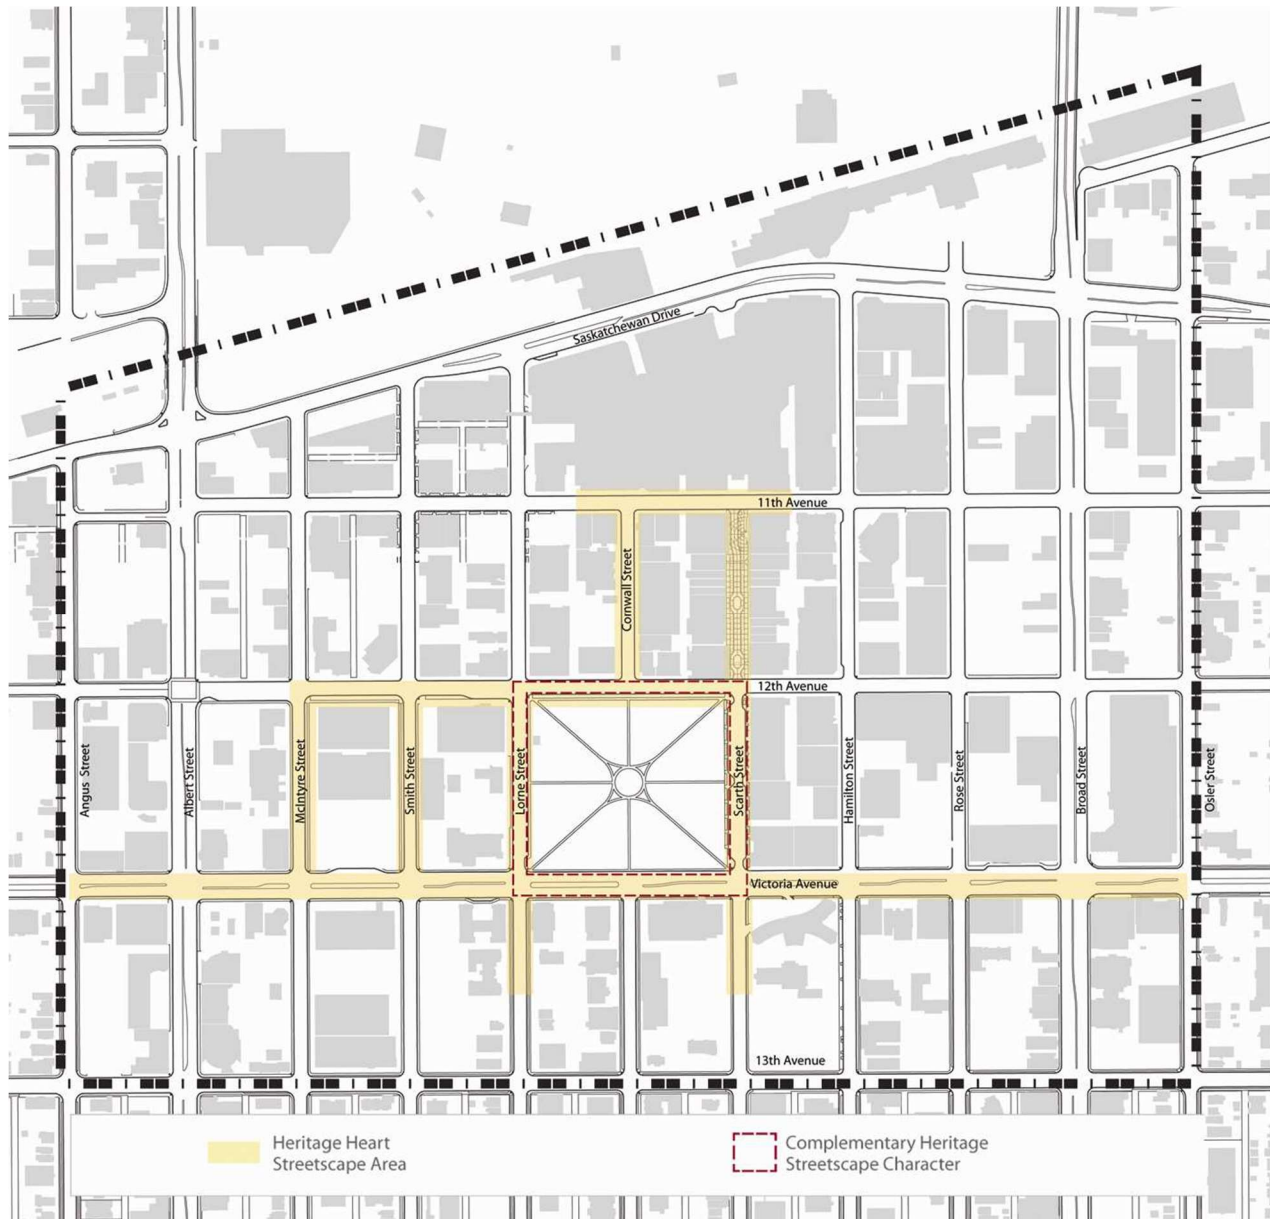 Saskatchewan Drive
11th Avenue
Cornwall Street
12th Avenue
Angus Street
Albert Street
McIntyre Street
Smith Street
Lorne Street
Scarth Street
Hamilton Street
Rose Street
Broad Street
Osler Street
Victoria Avenue
13th Avenue
Heritage Heart
Streetscape Area
Complementary Heritage
Streetscape Character